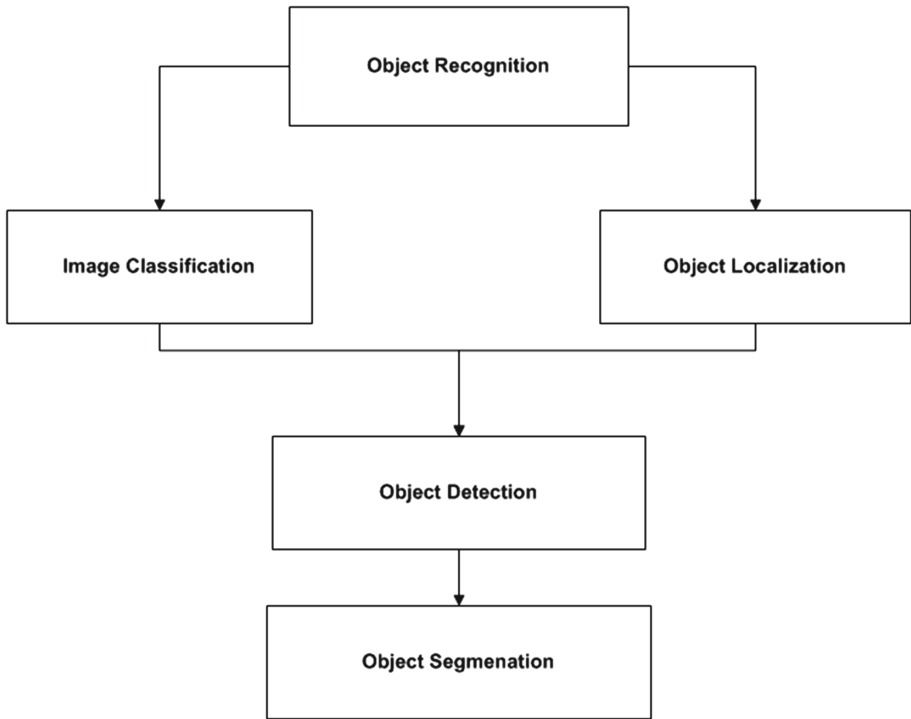 Object Recognition
Image Classification
Object Localization
Object Detection
Object Segmenation